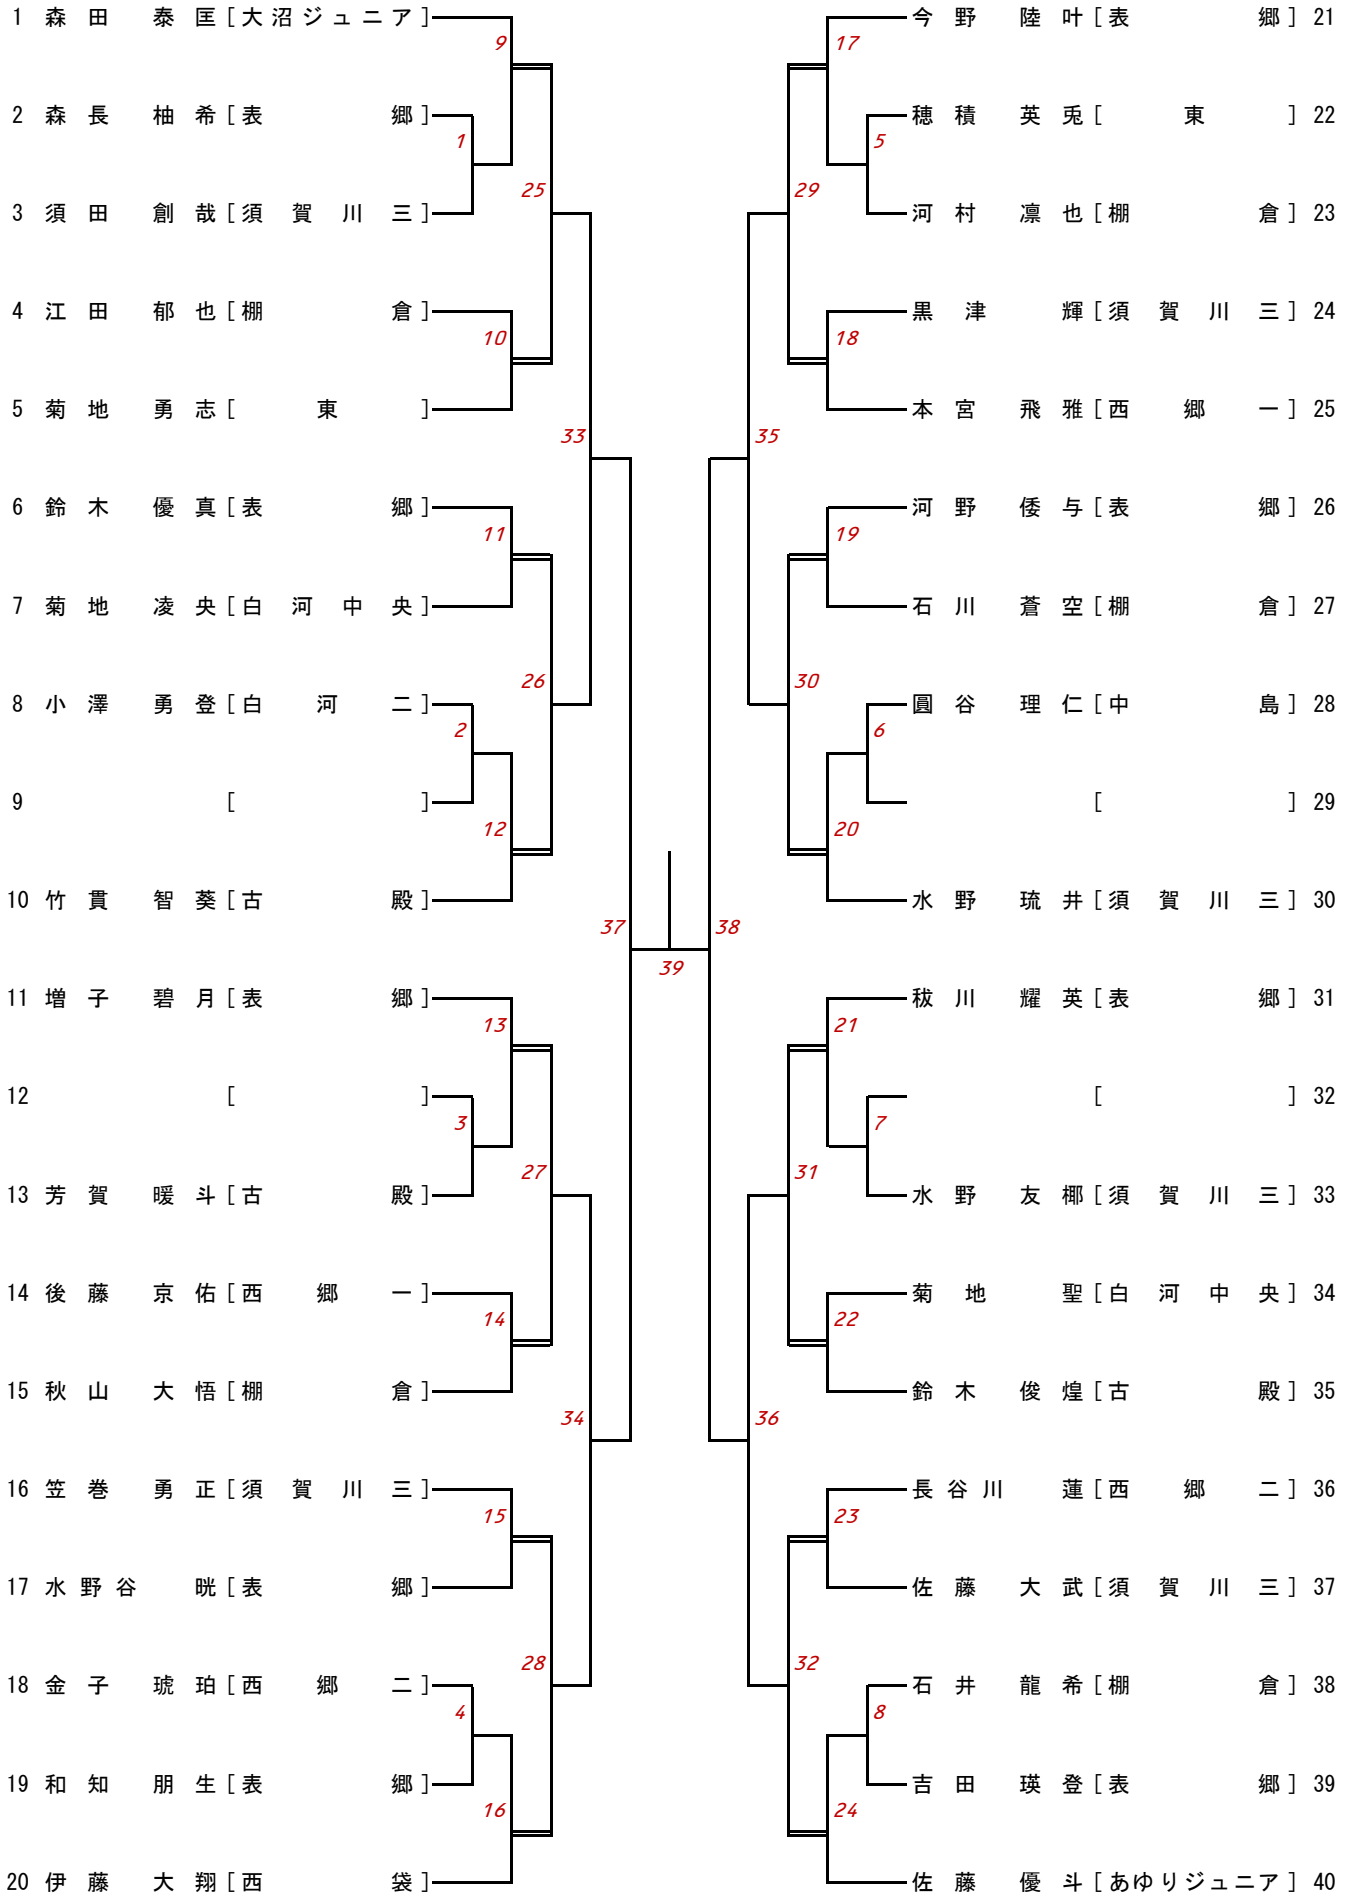 1 森田 泰匡 [大沼ジュニア]
9
2 森長 柚希 [表郷]
1
3 須田 創哉 [須賀川三]
25
4 江田 郁也 [棚倉]
10
5 菊地 勇志 [東]
33
6 鈴木 優真 [表郷]
11
7 菊地 凌央 [白河中央]
26
8 小澤 勇登 [白河二]
2
9 [ ]
12
10 竹貫 智葵 [古殿]
37
11 増子 碧月 [表郷]
13
12 [ ]
3
13 芳賀 暖斗 [古殿]
27
14 後藤 京佑 [西郷一]
14
15 秋山 大悟 [棚倉]
34
16 笠巻 勇正 [須賀川三]
15
17 水野谷 晄 [表郷]
28
18 金子 琥珀 [西郷二]
4
19 和知 朋生 [表郷]
16
20 伊藤 大翔 [西袋]
39
今野 陸叶 [表郷] 21
17
穂積 英兎 [東] 22
5
河村 凛也 [棚倉] 23
29
黒津 輝 [須賀川三] 24
18
本宮 飛雅 [西郷一] 25
35
河野 倭与 [表郷] 26
19
石川 蒼空 [棚倉] 27
30
圓谷 理仁 [中島] 28
6
[ ] 29
20
水野 琉井 [須賀川三] 30
38
秡川 耀英 [表郷] 31
21
[ ] 32
7
水野 友椰 [須賀川三] 33
31
菊地 聖 [白河中央] 34
22
鈴木 俊煌 [古殿] 35
36
長谷川 蓮 [西郷二] 36
23
佐藤 大武 [須賀川三] 37
32
石井 龍希 [棚倉] 38
8
吉田 瑛登 [表郷] 39
24
佐藤 優斗 [あゆりジュニア] 40